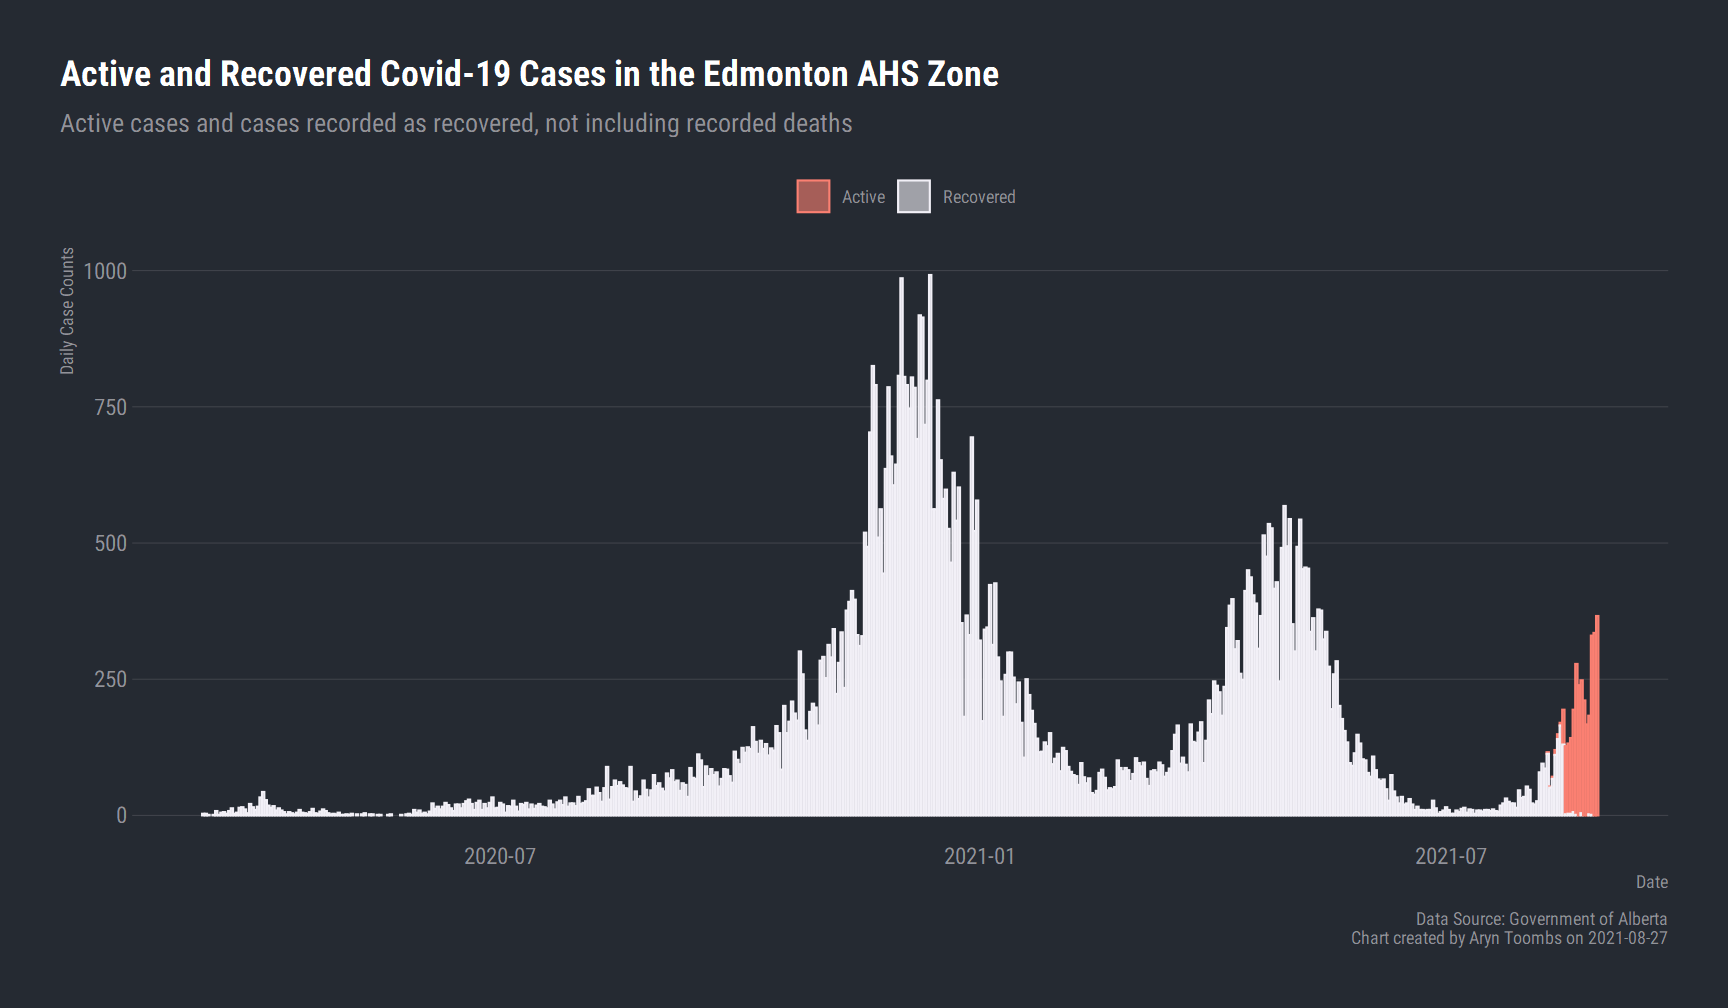 Active and Recovered Covid-19 Cases in the Edmonton AHS Zone
Active cases and cases recorded as recovered, not including recorded deaths
Active
Recovered
Daily Case Counts
1000
750
500
250
0
2020-07
2021-01
2021-07
Date
Data Source: Government of Alberta
Chart created by Aryn Toombs on 2021-08-27